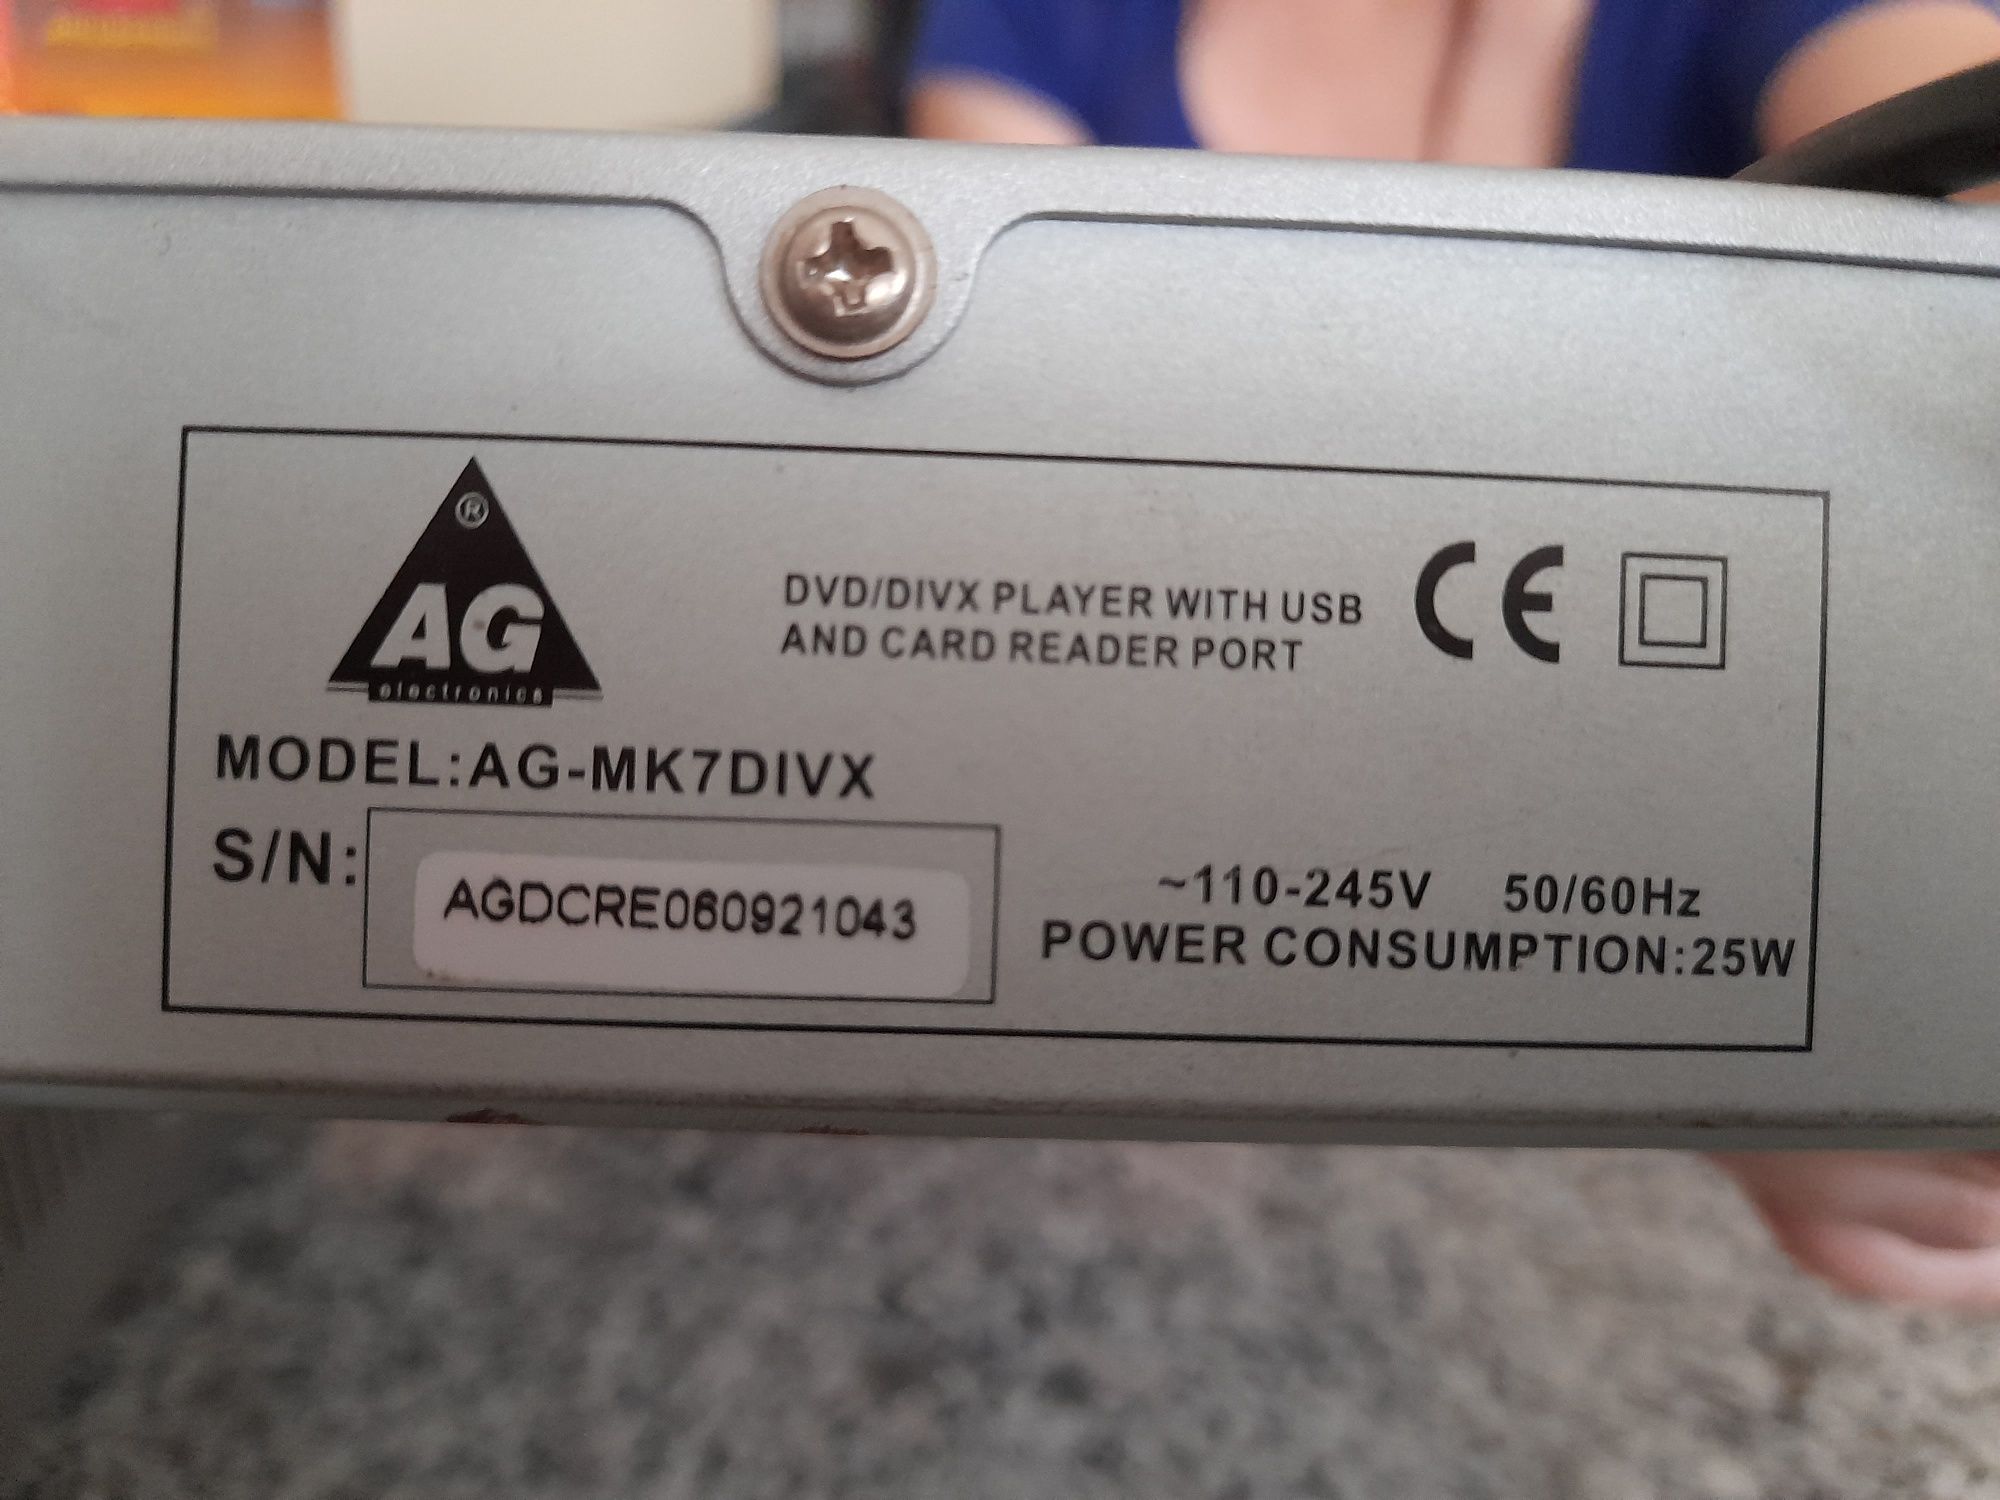 ®
AG
electronics
DVD/DIVX PLAYER WITH USB
AND CARD READER PORT
CE
MODEL:AG-MK7DIVX
S/N:
AGDCRE060921043
~110-245V 50/60Hz
POWER CONSUMPTION:25W